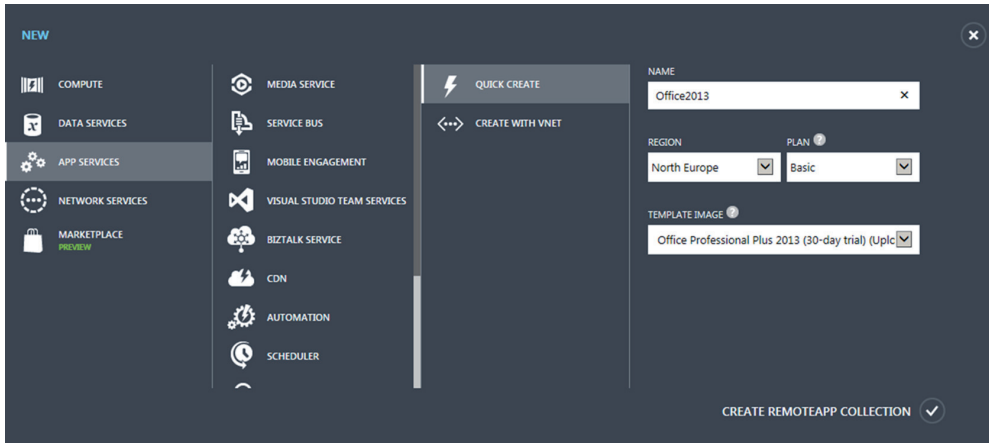 NEW
COMPUTE
DATA SERVICES
APP SERVICES
NETWORK SERVICES
MARKETPLACE
PREVIEW
MEDIA SERVICE
SERVICE BUS
MOBILE ENGAGEMENT
VISUAL STUDIO TEAM SERVICES
BIZTALK SERVICE
CDN
AUTOMATION
SCHEDULER
QUICK CREATE
CREATE WITH VNET
NAME
Office2013
REGION
PLAN ?
North Europe
Basic
TEMPLATE IMAGE ?
Office Professional Plus 2013 (30-day trial) (Uplc
CREATE REMOTEAPP COLLECTION